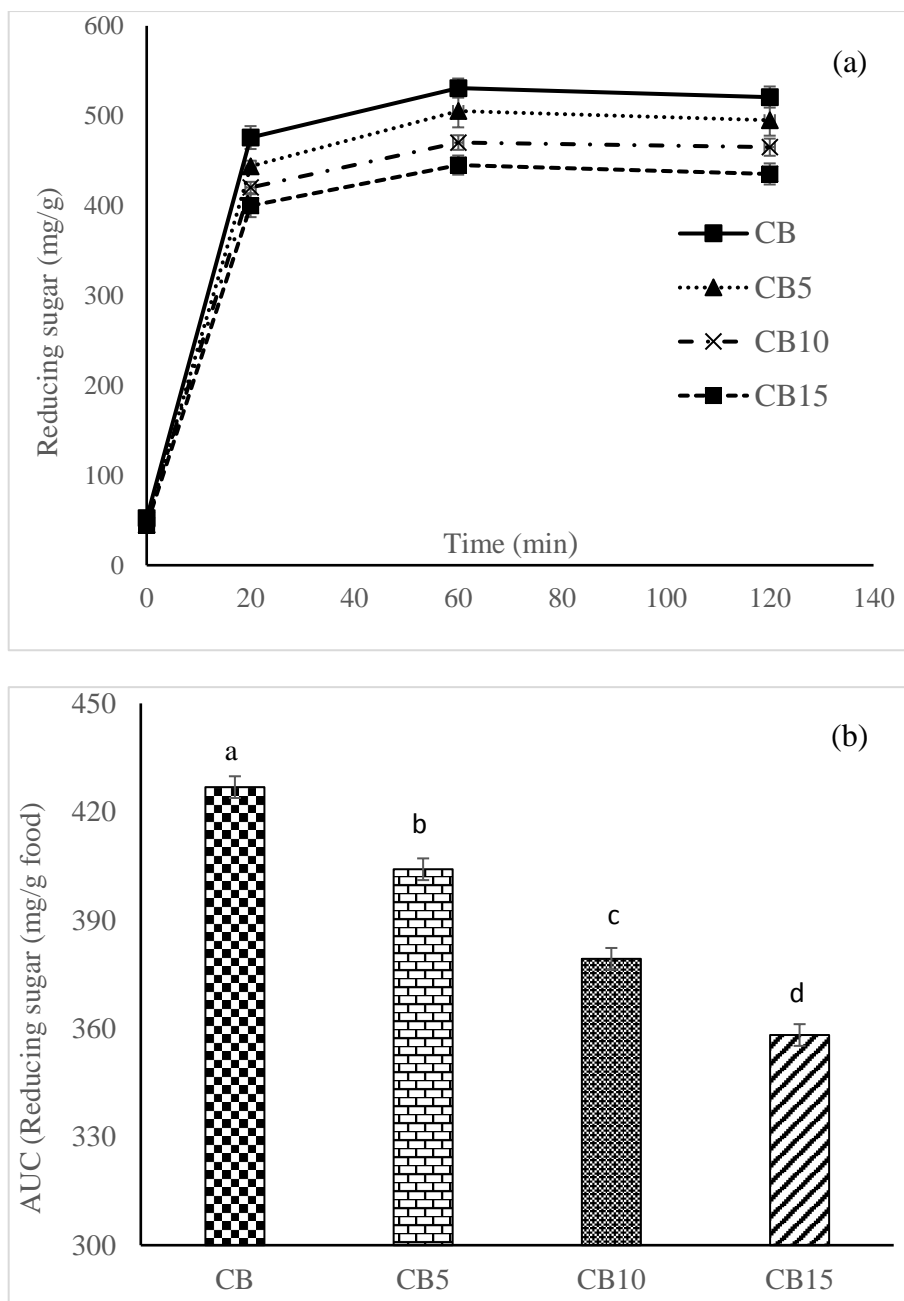 600
(a)
500
400
300
200
100
0
Reducing sugar (mg/g)
CB
CB5
CB10
CB15
Time (min)
0 20 40 60 80 100 120 140
450
(b)
420
390
360
330
300
AUC (Reducing sugar (mg/g food)
a
b
c
d
CB CB5 CB10 CB15